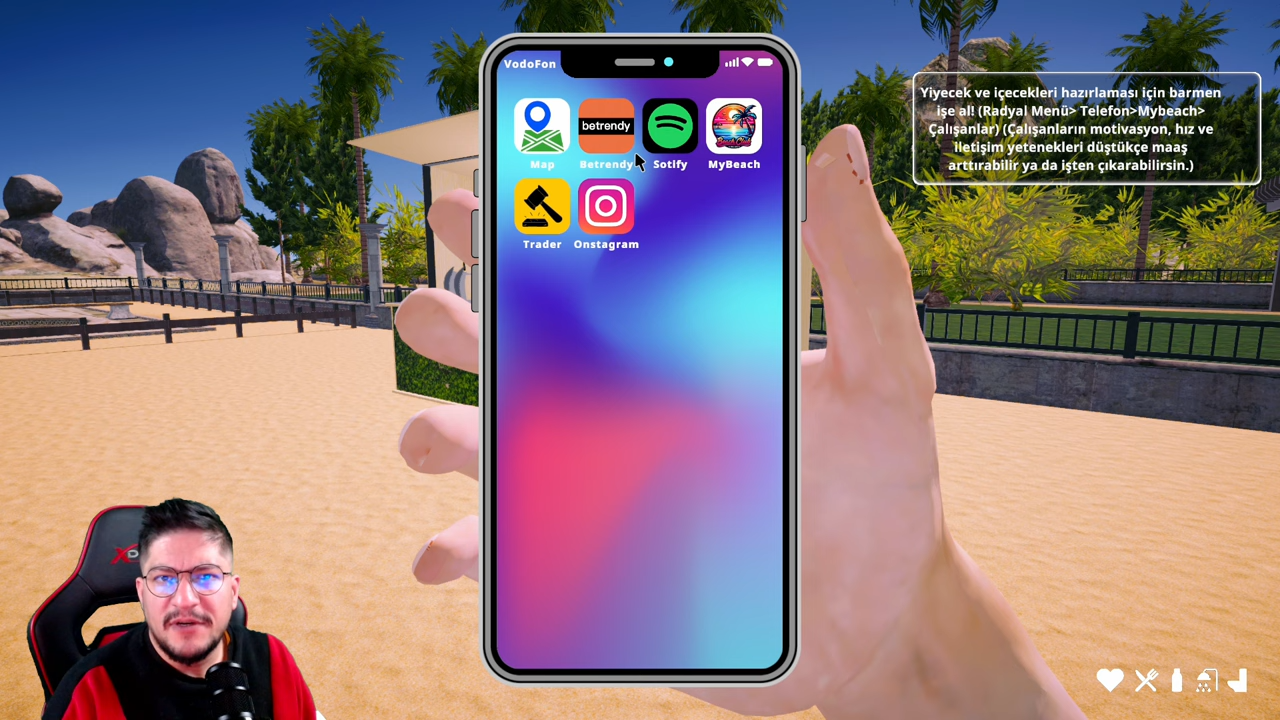 VodoFon
betrendy
Map
Betrendy
Sotify
MyBeach
Trader
Onstagram
Yiyecek ve içecekleri hazırlaması için barmen
işe al! (Radyal Menü> Telefon>Mybeach>
Çalışanlar) (Çalışanların motivasyon, hız ve
İletişim yetenekleri düştükçe maaş
arttırabilir ya da işten çıkarabilirsin.)